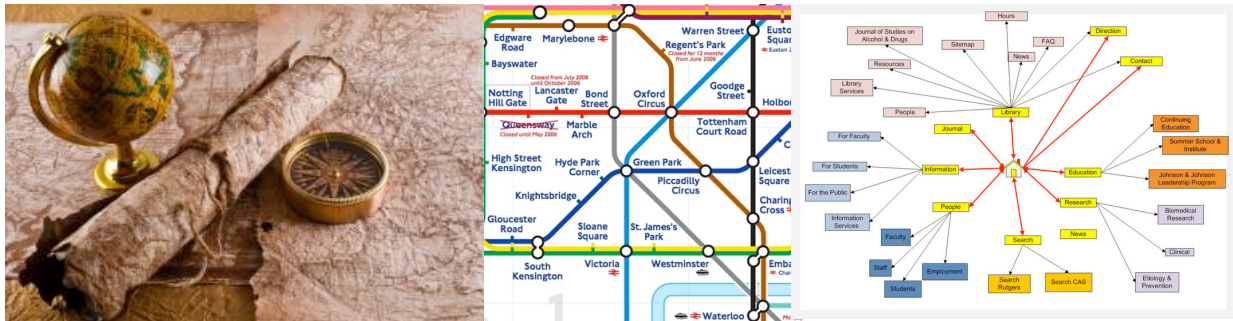 Edgware
Road
Marylebone
Warren Street
Euston
Square
Euston 2
Bayswater
Regent's Park
Closed for 12 months
from June 2006
Closed from July 2006
until October 2006
Notting
Hill Gate
Lancaster
Gate
Bond
Street
Oxford
Circus
Goodge
Street
Holbo
Queensway
Closed until May 2006
Marble
Arch
Tottenham
Court Road
High Street
Kensington
Hyde Park
Corner
Green Park
Piccadilly
Circus
Leicest
Square
Knightsbridge
Charing
Cross
Gloucester
Road
Sloane
Square
St. James's
Park
South
Kensington
Victoria
Westminster
Emba
Waterloo
1
Hours
Journal of Studies on
Alcohol & Drugs
Sitemap
FAQ
News
Direction
Contact
Resources
Library
Services
People
Library
Journal
For Faculty
For Students
For the Public
Information
Services
Information
Continuing
Education
Summer School &
Institute
Johnson & Johnson
Leadership Program
Education
Research
Biomedical
Research
Clinical
Etiology &
Prevention
People
News
Search
Faculty
Staff
Students
Employment
Search
Rutgers
Search CAS